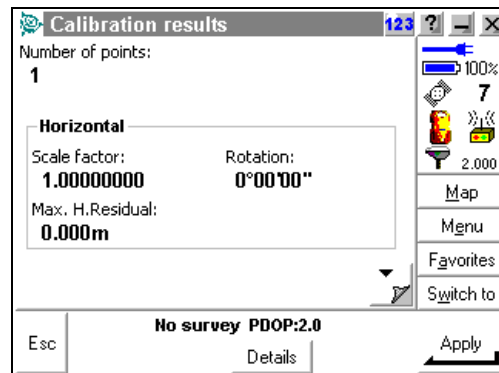 Calibration results
123 ?
Number of points:
1
100%
7
Horizontal
Scale factor: Rotation:
1.00000000 0°00'00"
2.000
Max. H.Residual:
0.000m
Map
Menu
Favorites
Switch to
No survey PDOP:2.0
Esc
Details
Apply